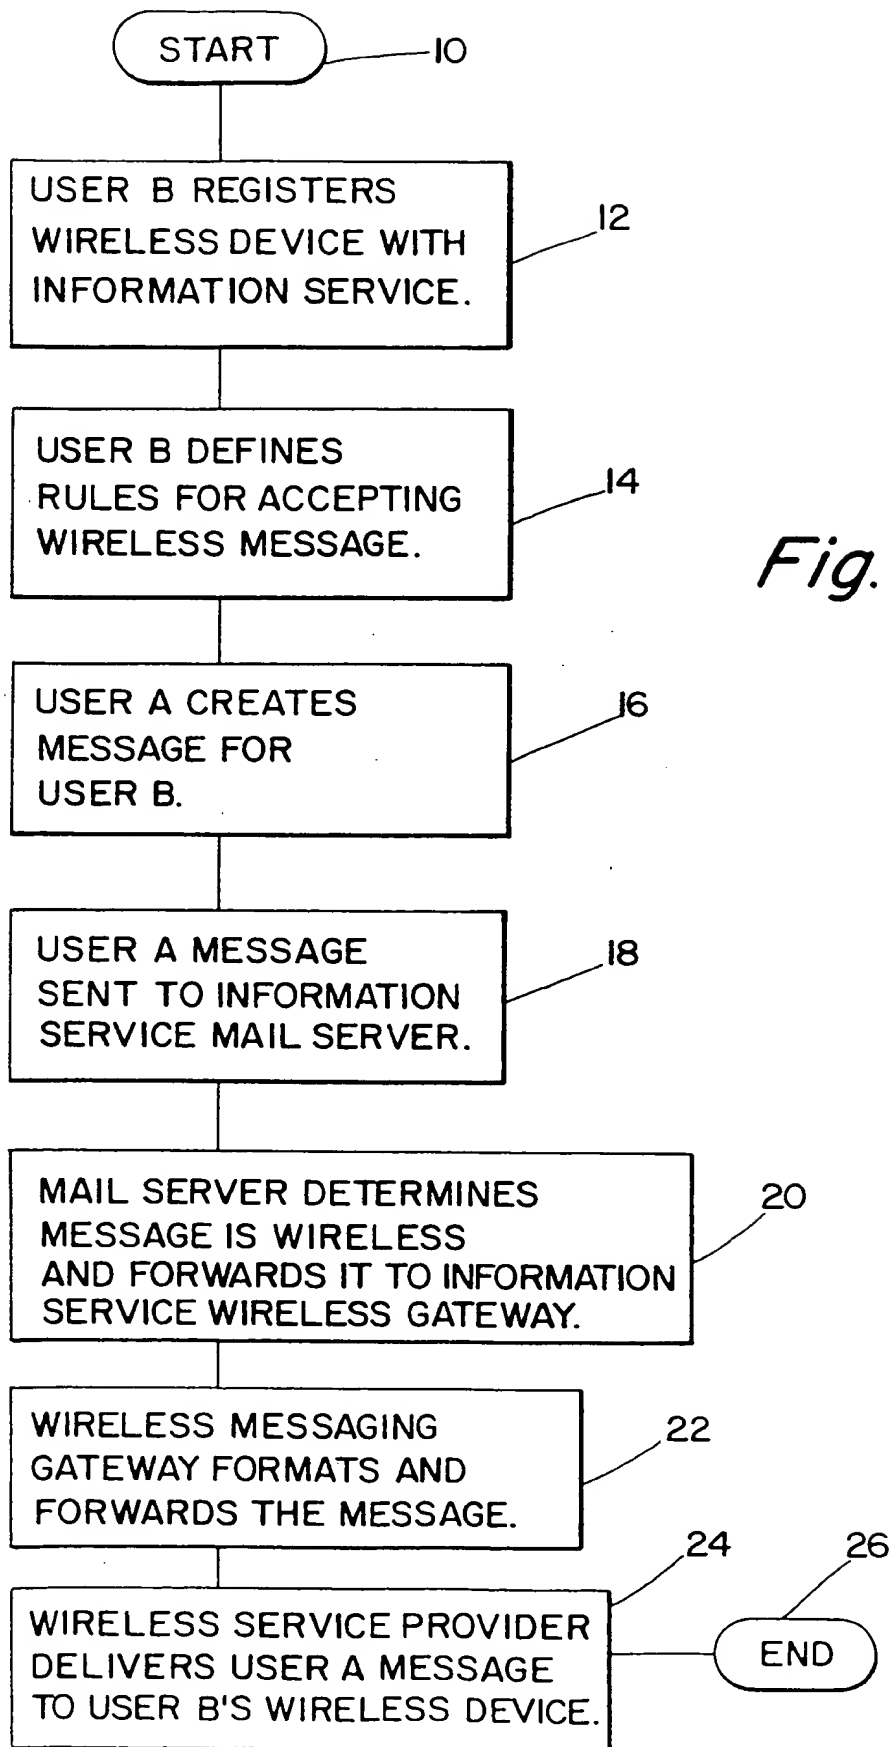 START
10
USER B REGISTERS
WIRELESS DEVICE WITH
INFORMATION SERVICE.
12
USER B DEFINES
RULES FOR ACCEPTING
WIRELESS MESSAGE.
14
Fig.
USER A CREATES
MESSAGE FOR
USER B.
16
USER A MESSAGE
SENT TO INFORMATION
SERVICE MAIL SERVER.
18
MAIL SERVER DETERMINES
MESSAGE IS WIRELESS
AND FORWARDS IT TO INFORMATION
SERVICE WIRELESS GATEWAY.
20
WIRELESS MESSAGING
GATEWAY FORMATS AND
FORWARDS THE MESSAGE.
22
WIRELESS SERVICE PROVIDER
DELIVERS USER A MESSAGE
TO USER B'S WIRELESS DEVICE.
24
END
26